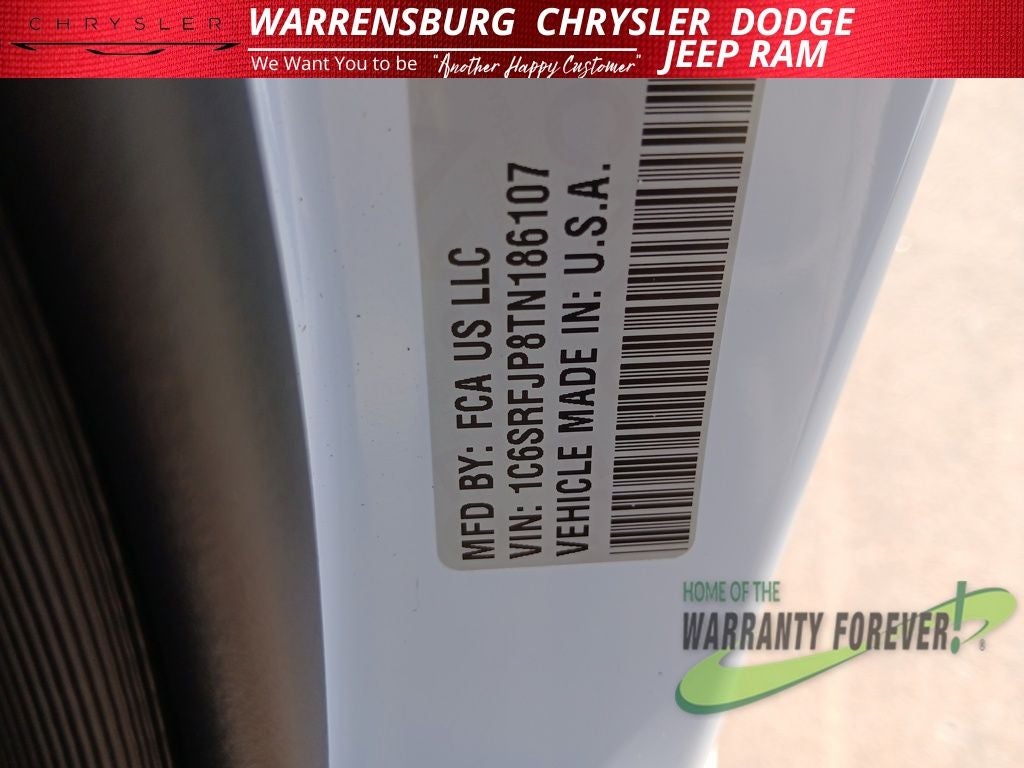 CHRYSLER
WARRENSBURG CHRYSLER DODGE
JEEP RAM
We Want You to be "Another Happy Customer"
MFD BY: FCA US LLC
VIN: 1C6SRFJP8TN186107
VEHICLE MADE IN: U.S.A.
HOME OF THE
WARRANTY FOREVER!®